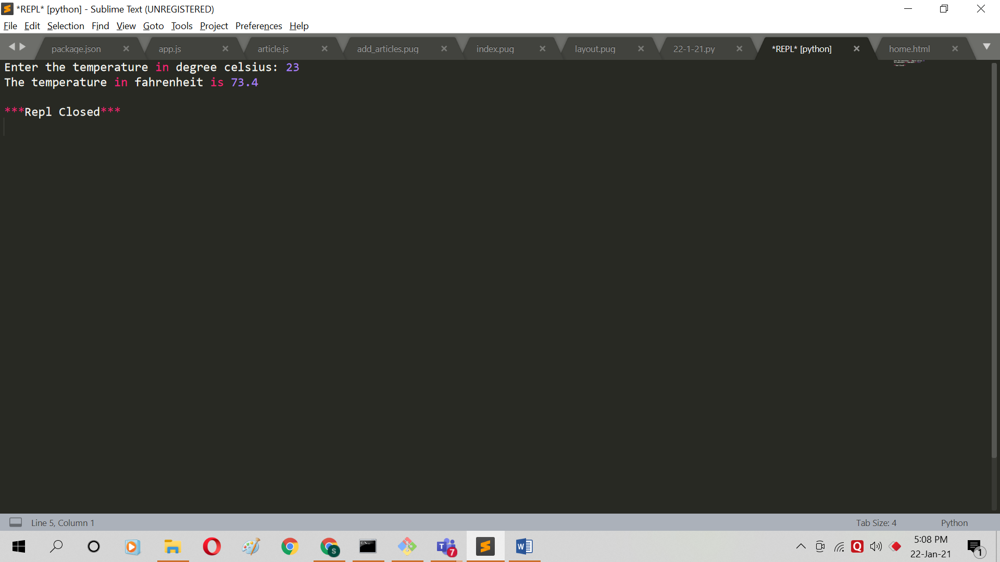 *REPL* [python] - Sublime Text (UNREGISTERED)
File Edit Selection Find View Goto Tools Project Preferences Help
package.json app.js article.js add_articles.pug index.pug layout.pug 22-1-21.py *REPL* [python] home.html
Enter the temperature in degree celsius: 23
The temperature in fahrenheit is 73.4
***Repl Closed***
Line 5, Column 1 Tab Size: 4 Python
S
T 7
W
Q
5:08 PM
22-Jan-21
1